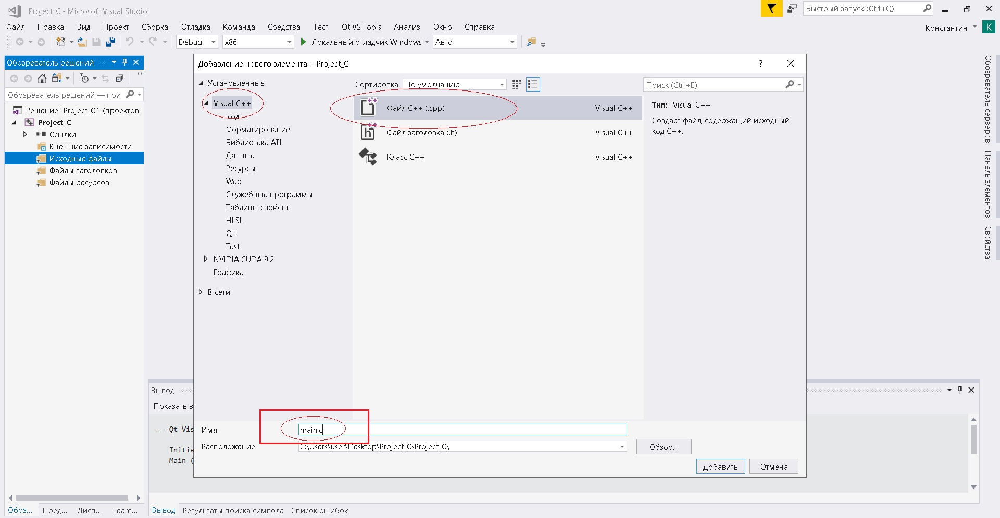 Project_C - Microsoft Visual Studio
Быстрый запуск (Ctrl+Q)
Файл Правка Вид Проект Сборка Отладка Команда Средства Тест Qt VS Tools Анализ Окно Справка
Константин K
Debug x86 Локальный отладчик Windows Авто
Обозреватель решений
Обозреватель решений — пои
Решение "Project_C" (проектов:
Project_C
Ссылки
Внешние зависимости
Исходные файлы
Файлы заголовков
Файлы ресурсов
Добавление нового элемента - Project_C
?
Установленные
Visual C++
Код
Форматирование
Библиотека ATL
Данные
Ресурсы
Web
Служебные программы
Таблицы свойств
HLSL
Qt
Test
NVIDIA CUDA 9.2
Графика
В сети
Сортировка: По умолчанию
Файл C++ (.cpp) Visual C++
Файл заголовка (.h) Visual C++
Класс C++ Visual C++
Поиск (Ctrl+E)
Тип: Visual C++
Создает файл, содержащий исходный
код C++.
Имя: main.c
Расположение: C:\Users\user\Desktop\Project_C\Project_C\
Обзор...
Добавить Отмена
Обозреватель серверов
Панель элементов
Свойства
Вывод
Показать в
== Qt Vis
Initia
Main (
Обоз... Пред... Дисп... Team...
Вывод Результаты поиска символа Список ошибок